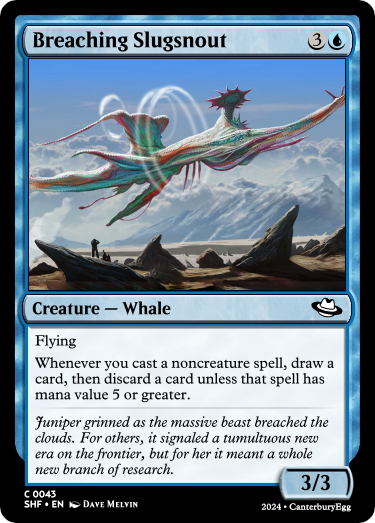 Breaching Slugsnout 3
Creature — Whale
Flying
Whenever you cast a noncreature spell, draw a
card, then discard a card unless that spell has
mana value 5 or greater.
Juniper grinned as the massive beast breached the
clouds. For others, it signaled a tumultuous new
era on the frontier, but for her it meant a whole
new branch of research.
3/3
C 0043
SHF • EN Dave Melvin
2024 • CanterburyEgg